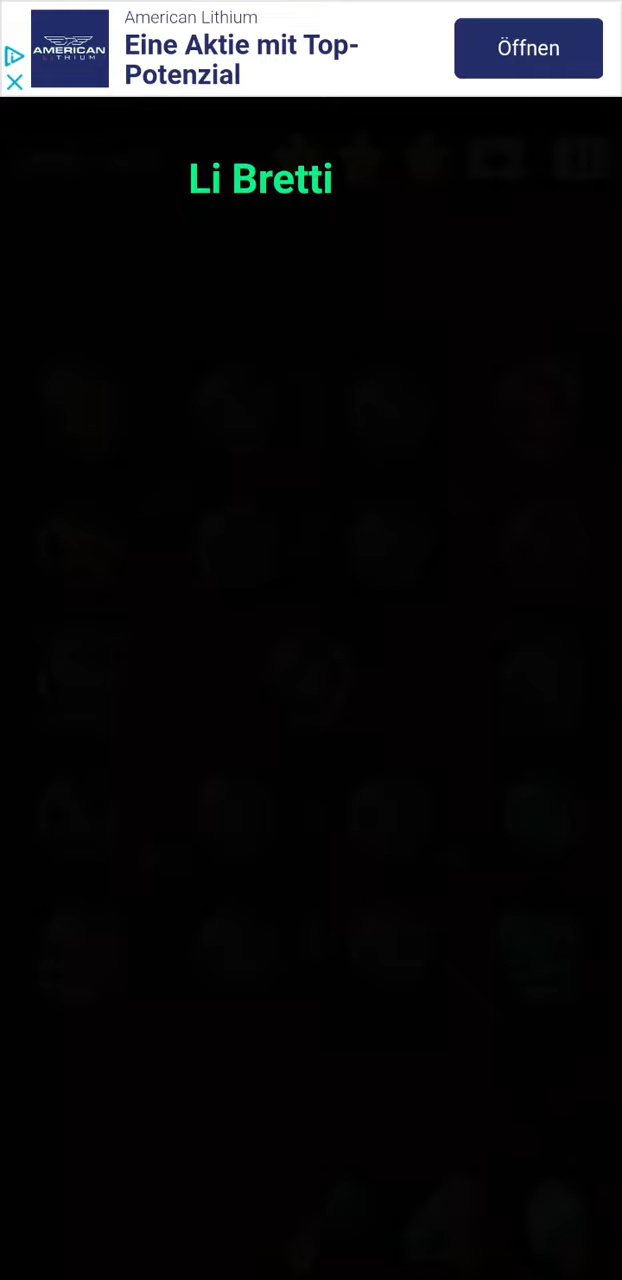 American Lithium
Eine Aktie mit Top-
Potenzial
Öffnen
AMERICAN
LITHIUM
Li Bretti